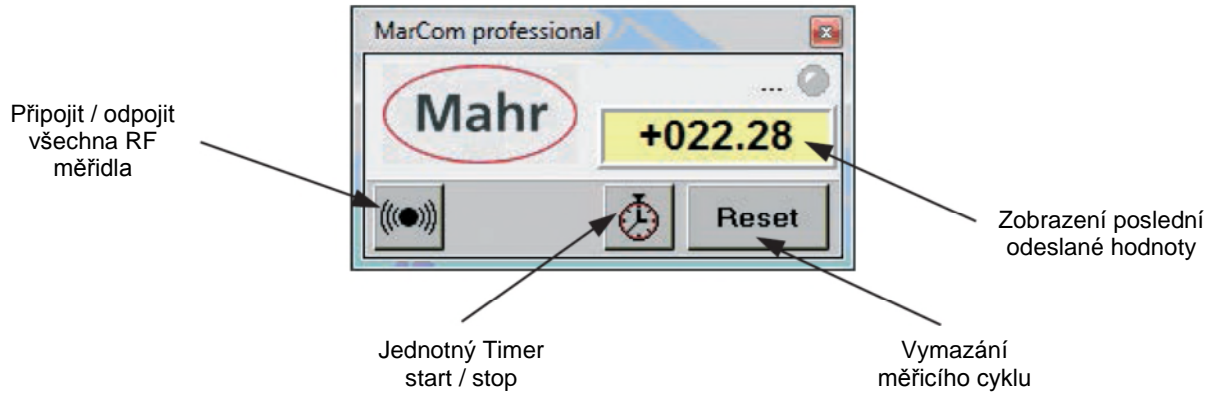 MarCom professional
Mahr
...
+022.28
Reset
Připojit / odpojit
všechna RF
měřidla
Zobrazení poslední
odeslané hodnoty
Jednotný Timer
start / stop
Vymazání
měřicího cyklu